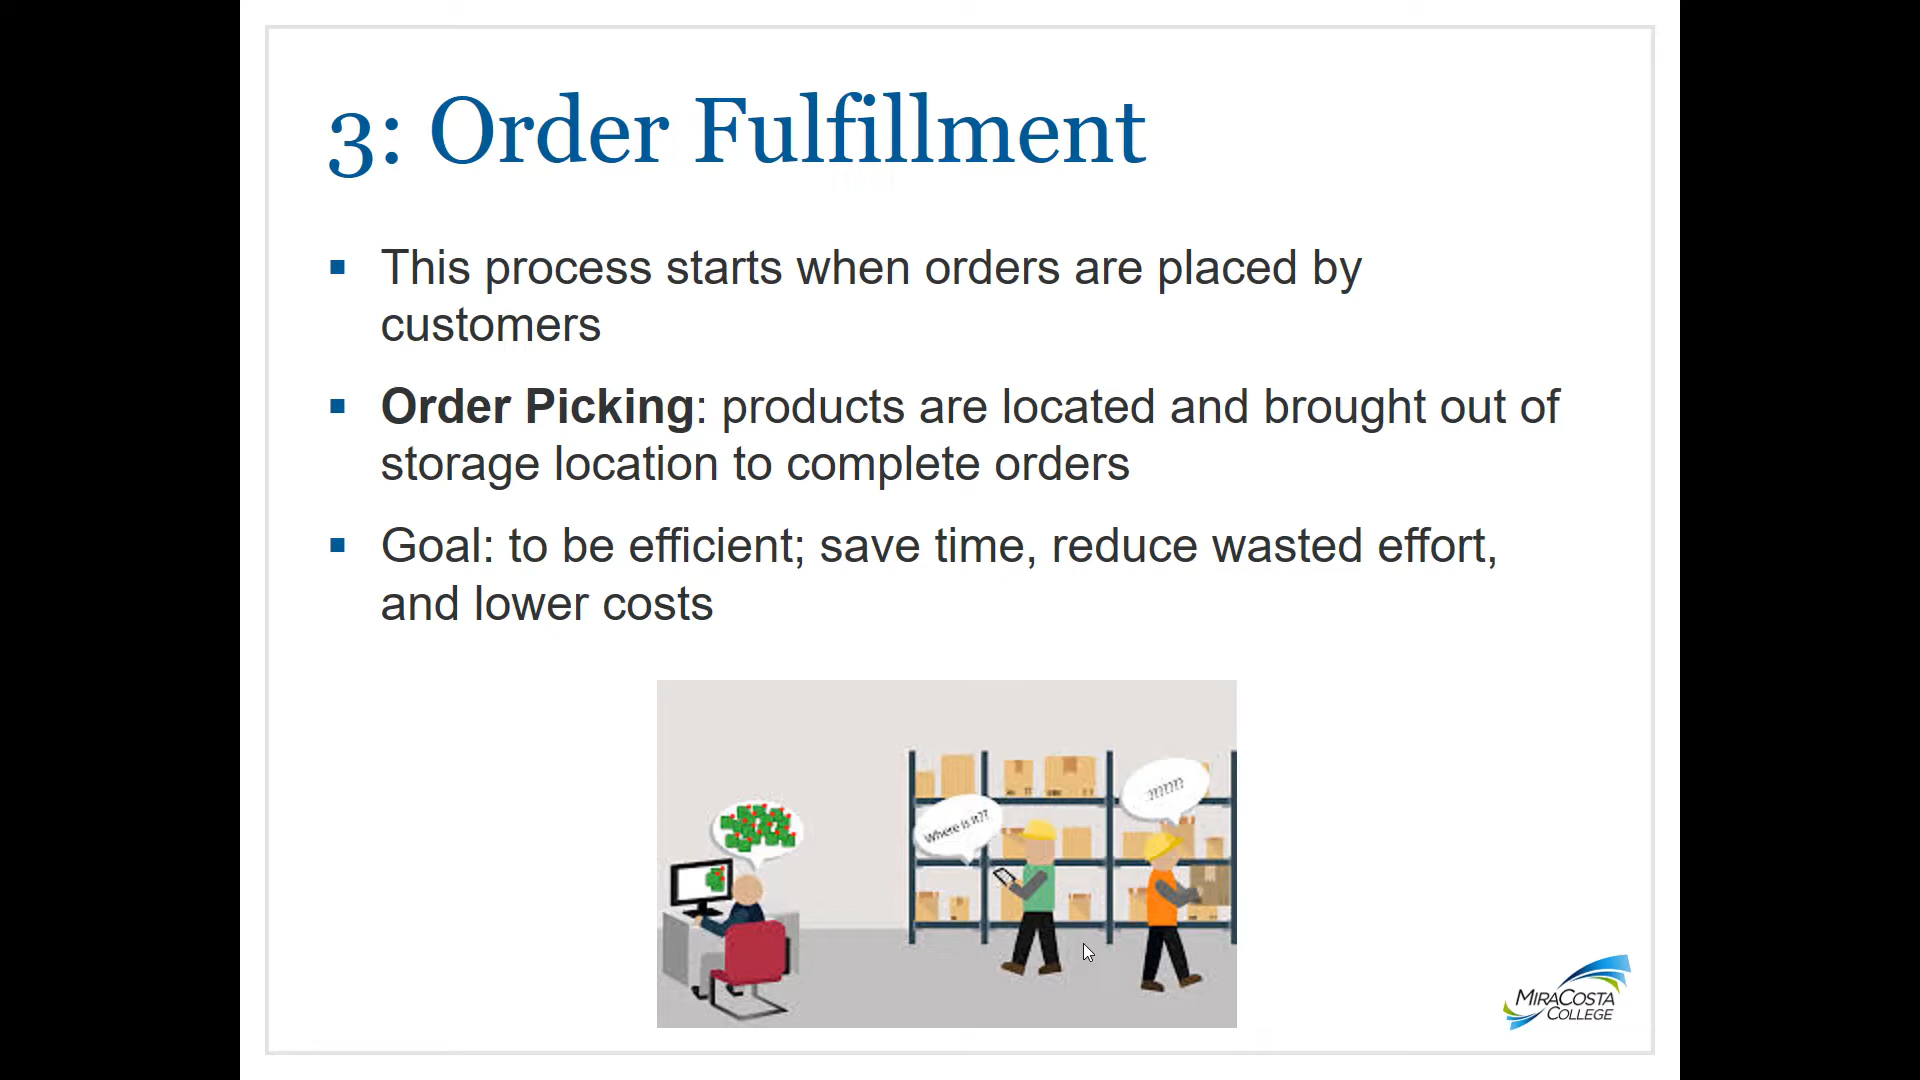 3: Order Fulfillment
This process starts when orders are placed by
customers
Order Picking: products are located and brought out of
storage location to complete orders
Goal: to be efficient; save time, reduce wasted effort,
and lower costs
Where is it??
MIRACOSTA
COLLEGE